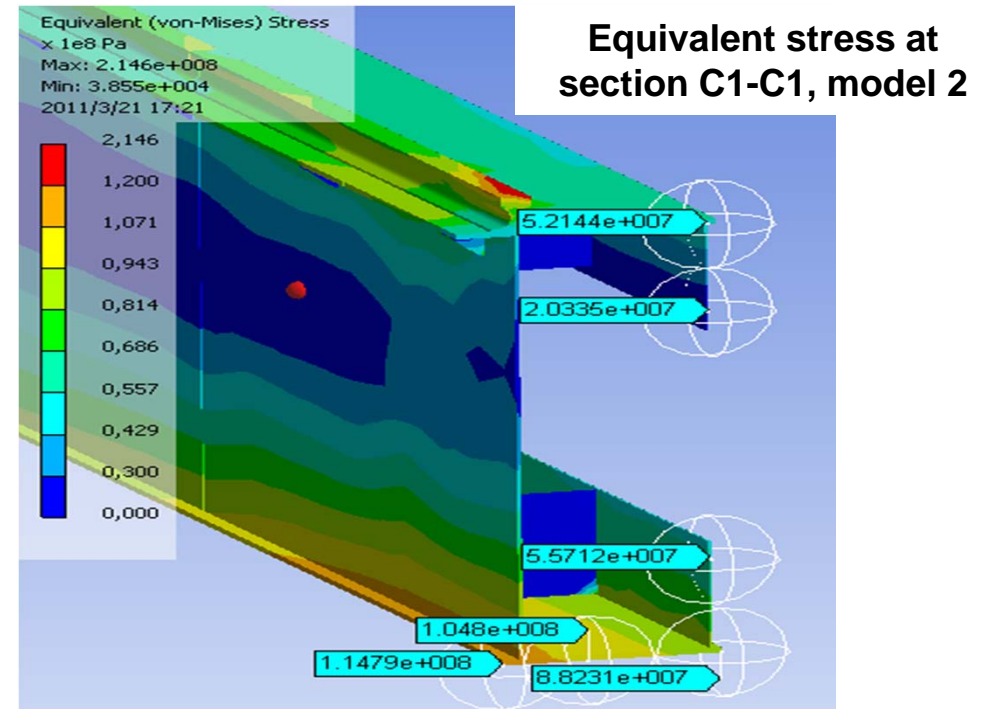 Equivalent (von-Mises) Stress
x 1e8 Pa
Max: 2.146e+008
Min: 3.855e+004
2011/3/21 17:21
Equivalent stress at
section C1-C1, model 2
2,146
1,200
1,071
0,943
0,814
0,686
0,557
0,429
0,300
0,000
5.2144e+007
2.0335e+007
5.5712e+007
1.048e+008
1.1479e+008
8.8231e+007